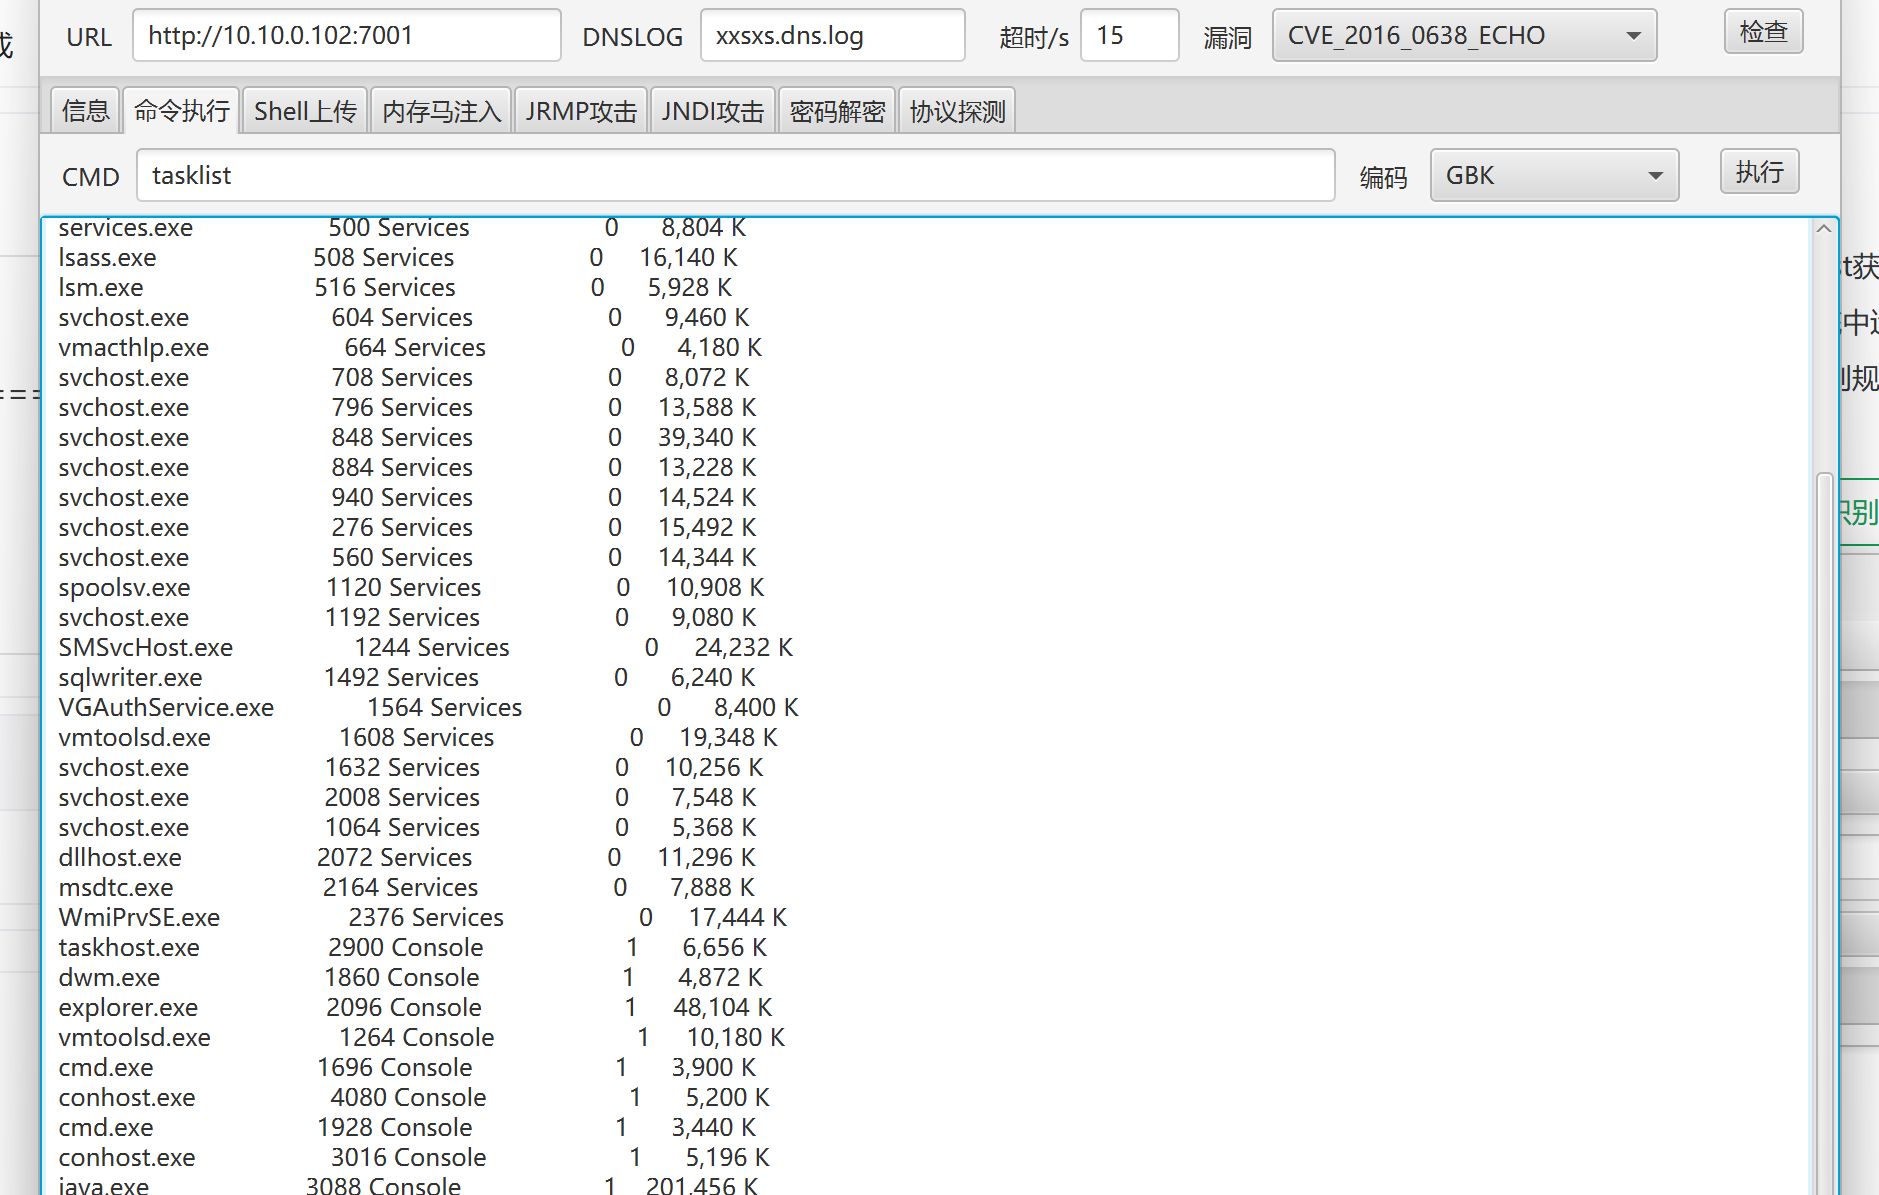 URL http://10.10.0.102:7001 DNSLOG xxsxs.dns.log 超时/s 15 漏洞 CVE_2016_0638_ECHO 检查
信息 命令执行 Shell上传 内存马注入 JRMP攻击 JNDI攻击 密码解密 协议探测
CMD tasklist 编码 GBK 执行
services.exe 500 Services 0 8,804 K
lsass.exe 508 Services 0 16,140 K
lsm.exe 516 Services 0 5,928 K
svchost.exe 604 Services 0 9,460 K
vmacthlp.exe 664 Services 0 4,180 K
svchost.exe 708 Services 0 8,072 K
svchost.exe 796 Services 0 13,588 K
svchost.exe 848 Services 0 39,340 K
svchost.exe 884 Services 0 13,228 K
svchost.exe 940 Services 0 14,524 K
svchost.exe 276 Services 0 15,492 K
svchost.exe 560 Services 0 14,344 K
spoolsv.exe 1120 Services 0 10,908 K
svchost.exe 1192 Services 0 9,080 K
SMSvcHost.exe 1244 Services 0 24,232 K
sqlwriter.exe 1492 Services 0 6,240 K
VGAuthService.exe 1564 Services 0 8,400 K
vmtoolsd.exe 1608 Services 0 19,348 K
svchost.exe 1632 Services 0 10,256 K
svchost.exe 2008 Services 0 7,548 K
svchost.exe 1064 Services 0 5,368 K
dllhost.exe 2072 Services 0 11,296 K
msdtc.exe 2164 Services 0 7,888 K
WmiPrvSE.exe 2376 Services 0 17,444 K
taskhost.exe 2900 Console 1 6,656 K
dwm.exe 1860 Console 1 4,872 K
explorer.exe 2096 Console 1 48,104 K
vmtoolsd.exe 1264 Console 1 10,180 K
cmd.exe 1696 Console 1 3,900 K
conhost.exe 4080 Console 1 5,200 K
cmd.exe 1928 Console 1 3,440 K
conhost.exe 3016 Console 1 5,196 K
java.exe 3088 Console 1 201,456 K
t获
中
规
识别